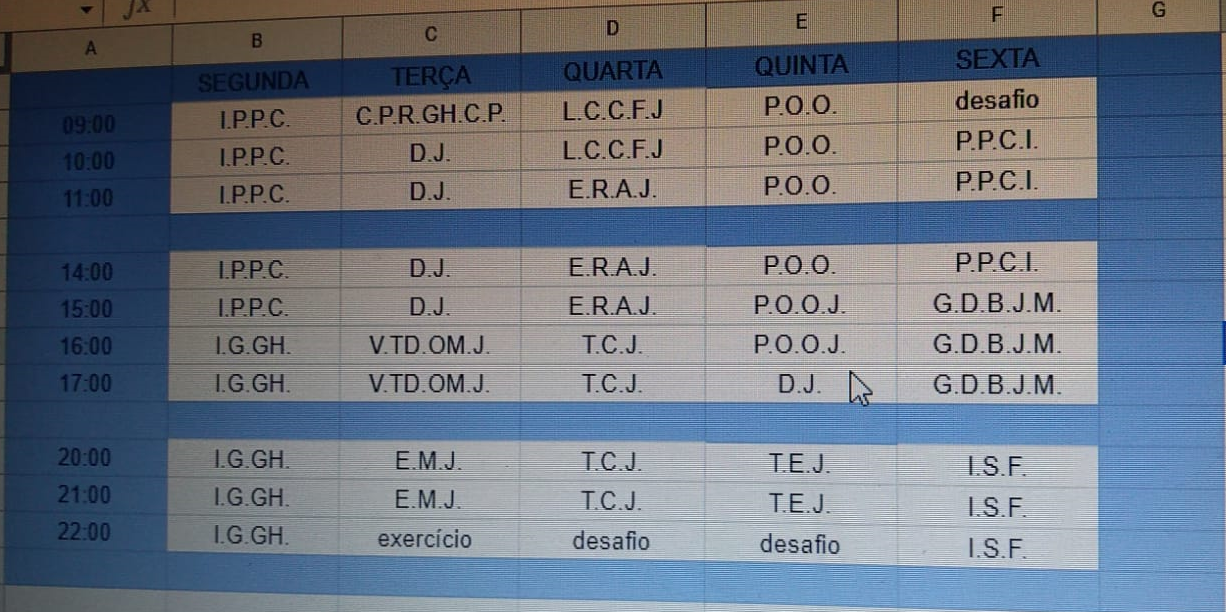 fx
A B C D E F G
SEGUNDA TERÇA QUARTA QUINTA SEXTA
09:00 I.P.P.C. C.P.R.GH.C.P. L.C.C.F.J P.O.O. desafio
10:00 I.P.P.C. D.J. L.C.C.F.J P.O.O. P.P.C.I.
11:00 I.P.P.C. D.J. E.R.A.J. P.O.O. P.P.C.I.
14:00 I.P.P.C. D.J. E.R.A.J. P.O.O. P.P.C.I.
15:00 I.P.P.C. D.J. E.R.A.J. P.O.O.J. G.D.B.J.M.
16:00 I.G.GH. V.TD.OM.J. T.C.J. P.O.O.J. G.D.B.J.M.
17:00 I.G.GH. V.TD.OM.J. T.C.J. D.J. G.D.B.J.M.
20:00 I.G.GH. E.M.J. T.C.J. T.E.J. I.S.F.
21:00 I.G.GH. E.M.J. T.C.J. T.E.J. I.S.F.
22:00 I.G.GH. exercício desafio desafio I.S.F.